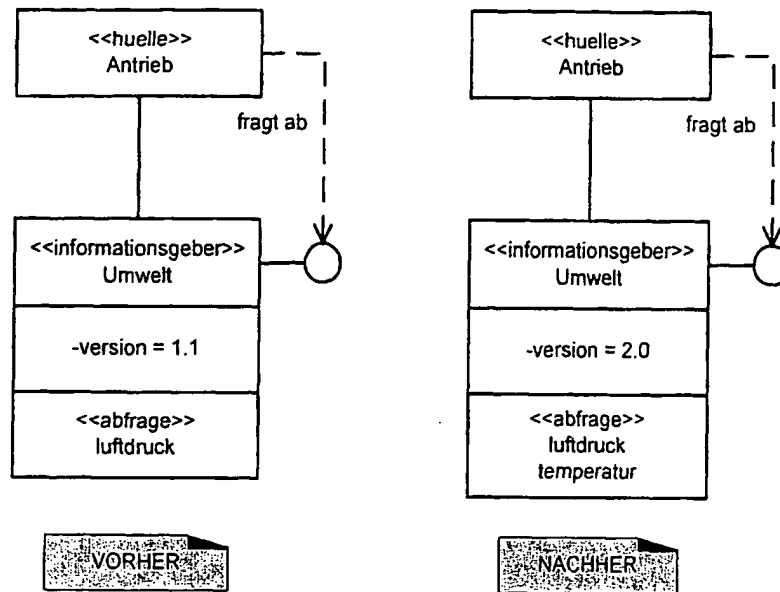 <<huelle>>
Antrieb
fragt ab
<<informationsgeber>>
Umwelt
-version = 1.1
<<abfrage>>
luftdruck
VORHER
<<huelle>>
Antrieb
fragt ab
<<informationsgeber>>
Umwelt
-version = 2.0
<<abfrage>>
luftdruck
temperatur
NACHHER